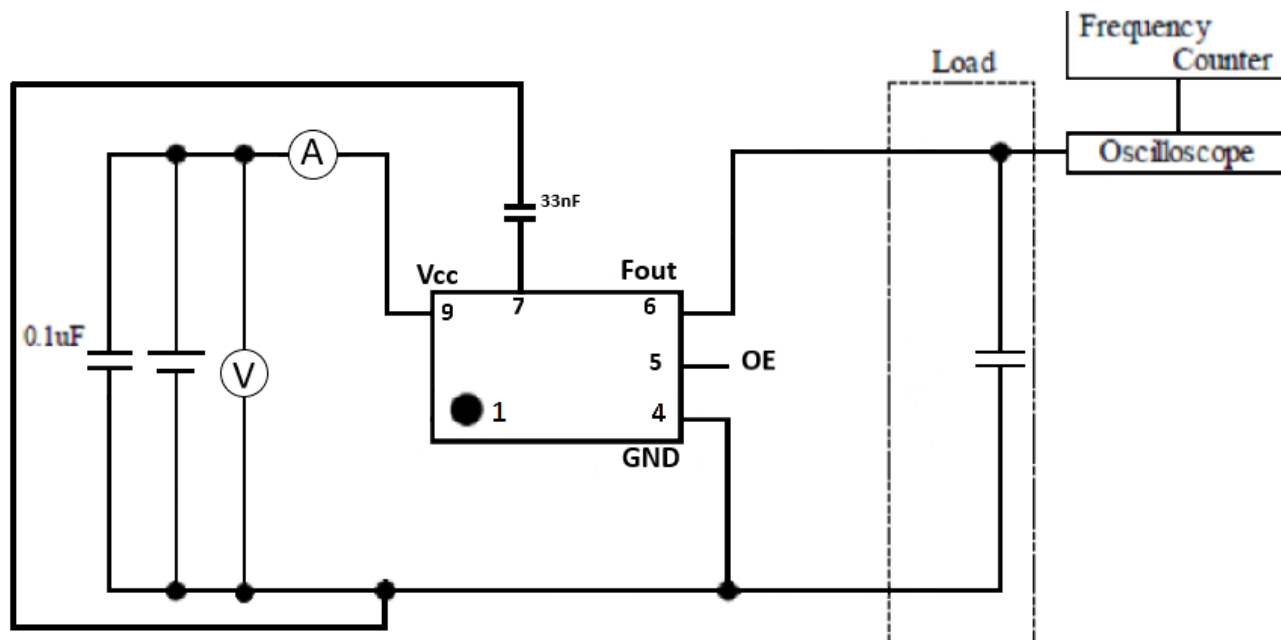 Frequency
Counter
Load
Oscilloscope
A
33nF
Vcc
Fout
9
7
6
0.1uF
V
5
OE
1
4
GND